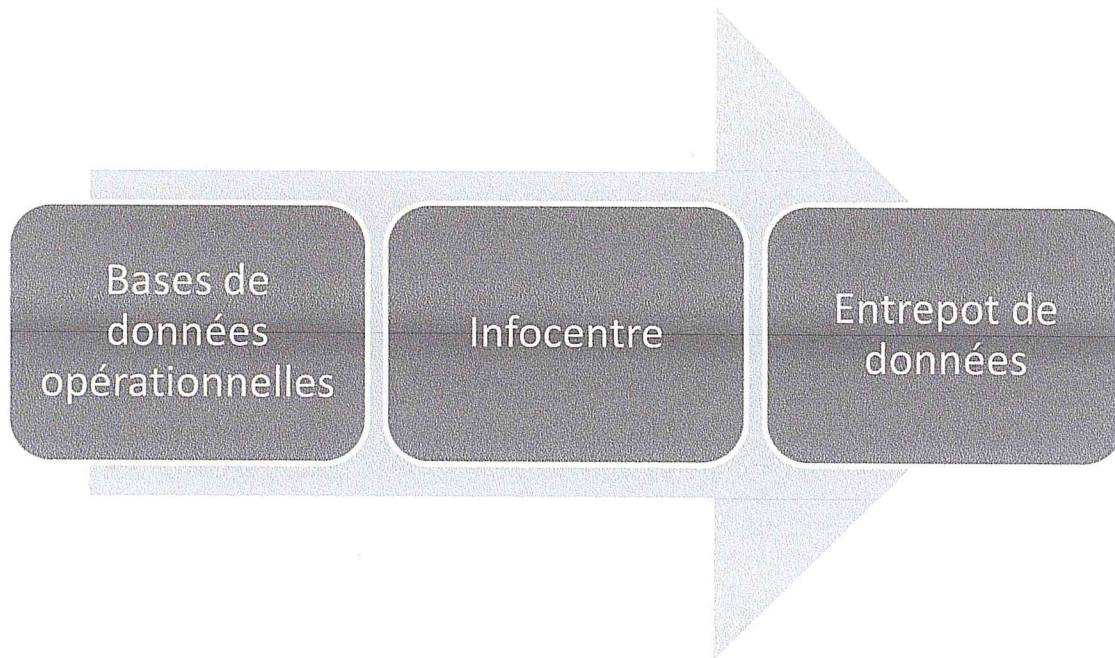 Bases de
données
opérationnelles
Infocentre
Entrepot de
données